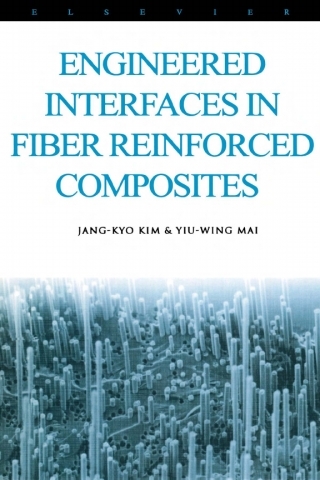 ELSEVIER
ENGINEERED
INTERFACES IN
FIBER REINFORCED
COMPOSITES
JANG-KYO KIM & YIU-WING MAI